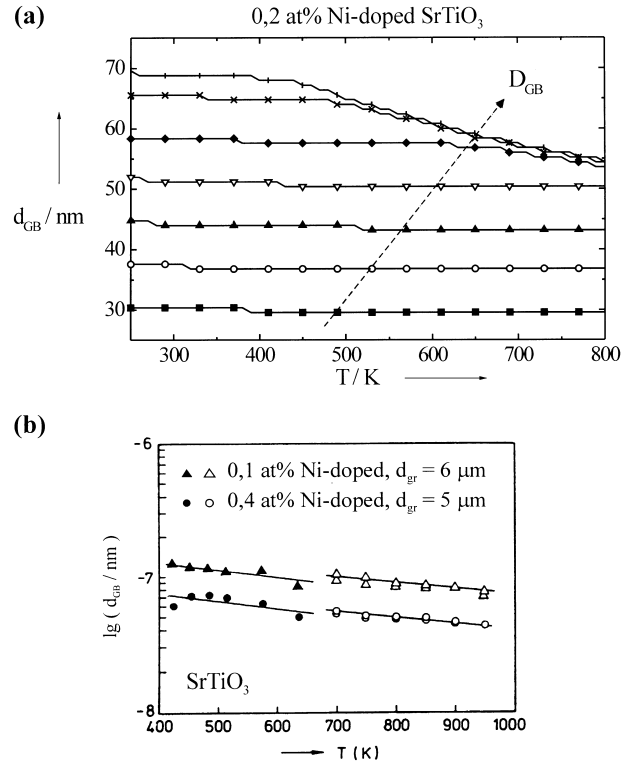 (a)
0,2 at% Ni-doped SrTiO3
70
60
50
40
30
dGB / nm
DGB
300 400 500 600 700 800
T / K
(b)
-6
-7
-8
lg ( dGB / nm )
0,1 at% Ni-doped, dgr = 6 μm
0,4 at% Ni-doped, dgr = 5 μm
SrTiO3
400 500 600 700 800 900 1000
T (K)